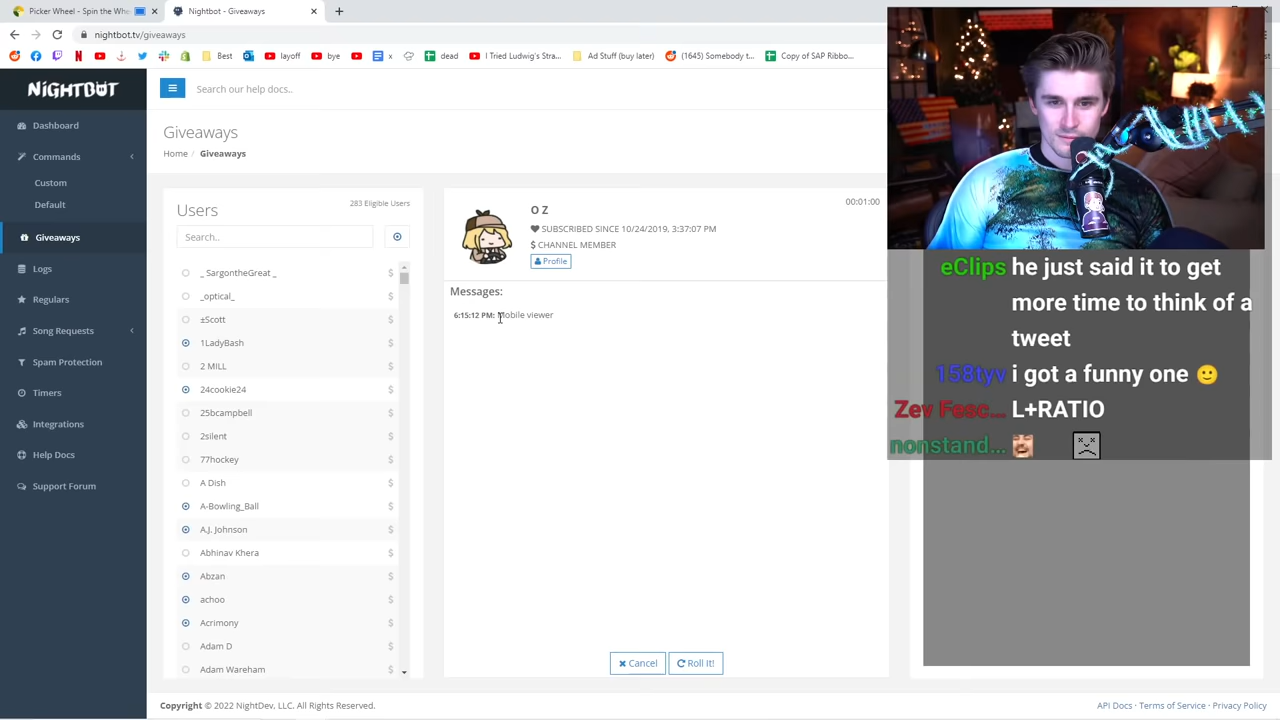 Picker Wheel - Spin the Whe
Nightbot - Giveaways
nightbot.tv/giveaways
Best
layoff
bye
x
dead
I Tried Ludwig's Stra...
Ad Stuff (buy later)
(1645) Somebody t...
Copy of SAP Ribbo...
NiGHTBOT
Search our help docs..
Dashboard
Commands
Custom
Default
Giveaways
Logs
Regulars
Song Requests
Spam Protection
Timers
Integrations
Help Docs
Support Forum
Giveaways
Home / Giveaways
Users
283 Eligible Users
Search...
_ SargontheGreat _ $
_optical_ $
±Scott $
1LadyBash $
2 MILL $
24cookie24 $
25bcampbell $
2silent $
77hockey $
A Dish $
A-Bowling_Ball $
A.J. Johnson $
Abhinav Khera $
Abzan $
achoo $
Acrimony $
Adam D $
Adam Wareham $
O Z
00:01:00
SUBSCRIBED SINCE 10/24/2019, 3:37:07 PM
$ CHANNEL MEMBER
Profile
Messages:
6:15:12 PM: Mobile viewer
Cancel
Roll It!
eClips he just said it to get
more time to think of a
tweet
158tyv i got a funny one 🙂
Zev Fesc... L+RATIO
nonstand...
Copyright © 2022 NightDev, LLC. All Rights Reserved.
API Docs · Terms of Service · Privacy Policy